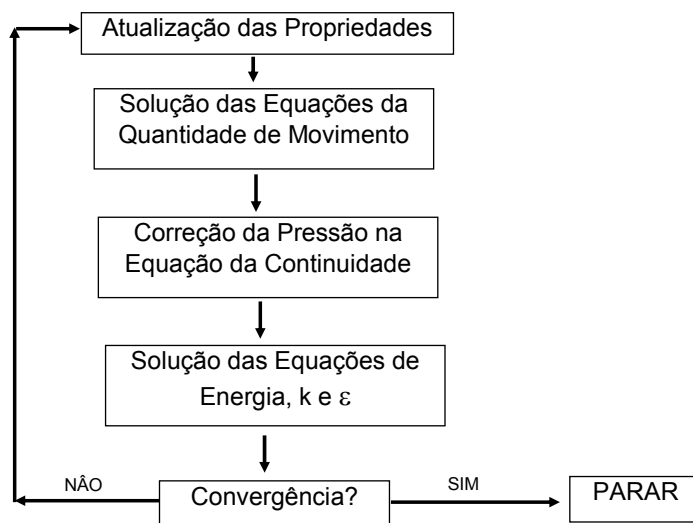 Atualização das Propriedades
Solução das Equações da
Quantidade de Movimento
Correção da Pressão na
Equação da Continuidade
Solução das Equações de
Energia, k e ε
NÂO
Convergência?
SIM
PARAR